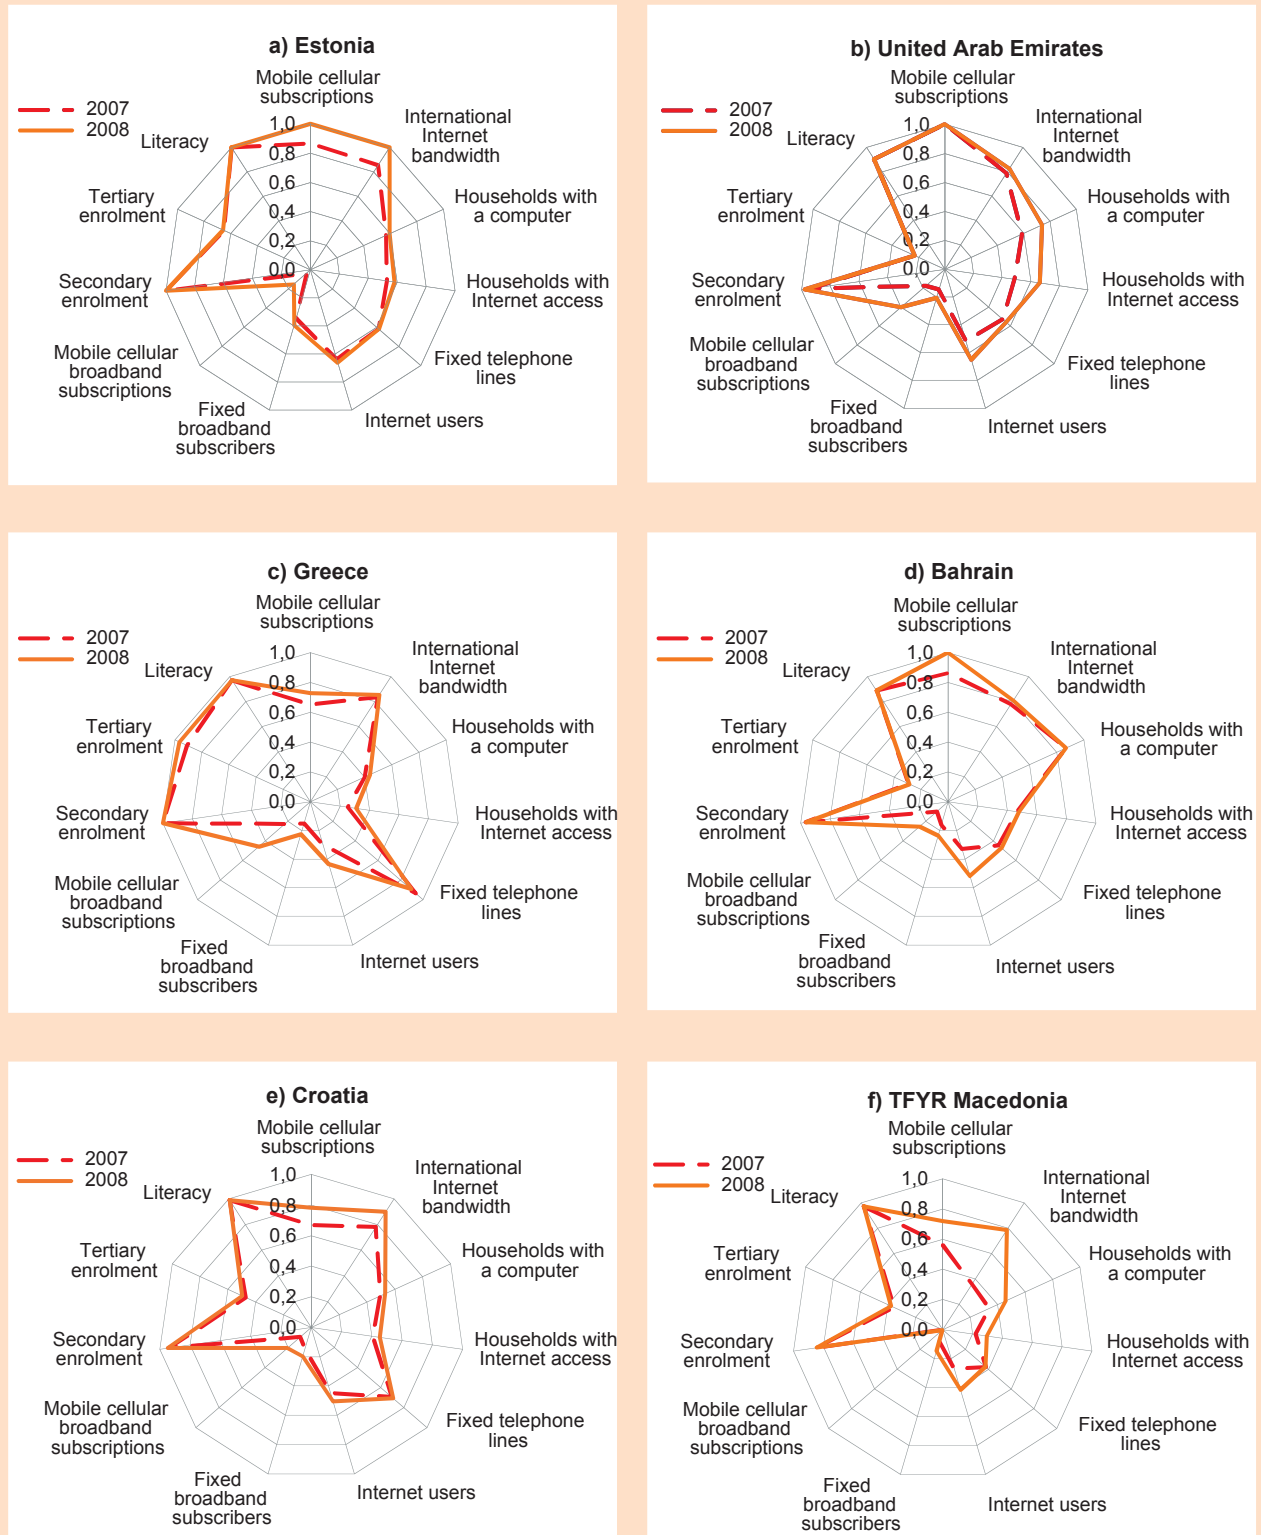 a) Estonia
2007
2008
Mobile cellular
subscriptions
International
Internet
bandwidth
Households with
a computer
Households with
Internet access
Fixed telephone
lines
Internet users
Fixed
broadband
subscribers
Mobile cellular
broadband
subscriptions
Secondary
enrolment
Tertiary
enrolment
Literacy
1,0
0,8
0,6
0,4
0,2
0,0
b) United Arab Emirates
2007
2008
Mobile cellular
subscriptions
International
Internet
bandwidth
Households with
a computer
Households with
Internet access
Fixed telephone
lines
Internet users
Fixed
broadband
subscribers
Mobile cellular
broadband
subscriptions
Secondary
enrolment
Tertiary
enrolment
Literacy
1,0
0,8
0,6
0,4
0,2
0,0
c) Greece
2007
2008
Mobile cellular
subscriptions
International
Internet
bandwidth
Households with
a computer
Households with
Internet access
Fixed telephone
lines
Internet users
Fixed
broadband
subscribers
Mobile cellular
broadband
subscriptions
Secondary
enrolment
Tertiary
enrolment
Literacy
1,0
0,8
0,6
0,4
0,2
0,0
d) Bahrain
2007
2008
Mobile cellular
subscriptions
International
Internet
bandwidth
Households with
a computer
Households with
Internet access
Fixed telephone
lines
Internet users
Fixed
broadband
subscribers
Mobile cellular
broadband
subscriptions
Secondary
enrolment
Tertiary
enrolment
Literacy
1,0
0,8
0,6
0,4
0,2
0,0
e) Croatia
2007
2008
Mobile cellular
subscriptions
International
Internet
bandwidth
Households with
a computer
Households with
Internet access
Fixed telephone
lines
Internet users
Fixed
broadband
subscribers
Mobile cellular
broadband
subscriptions
Secondary
enrolment
Tertiary
enrolment
Literacy
1,0
0,8
0,6
0,4
0,2
0,0
f) TFYR Macedonia
2007
2008
Mobile cellular
subscriptions
International
Internet
bandwidth
Households with
a computer
Households with
Internet access
Fixed telephone
lines
Internet users
Fixed
broadband
subscribers
Mobile cellular
broadband
subscriptions
Secondary
enrolment
Tertiary
enrolment
Literacy
1,0
0,8
0,6
0,4
0,2
0,0